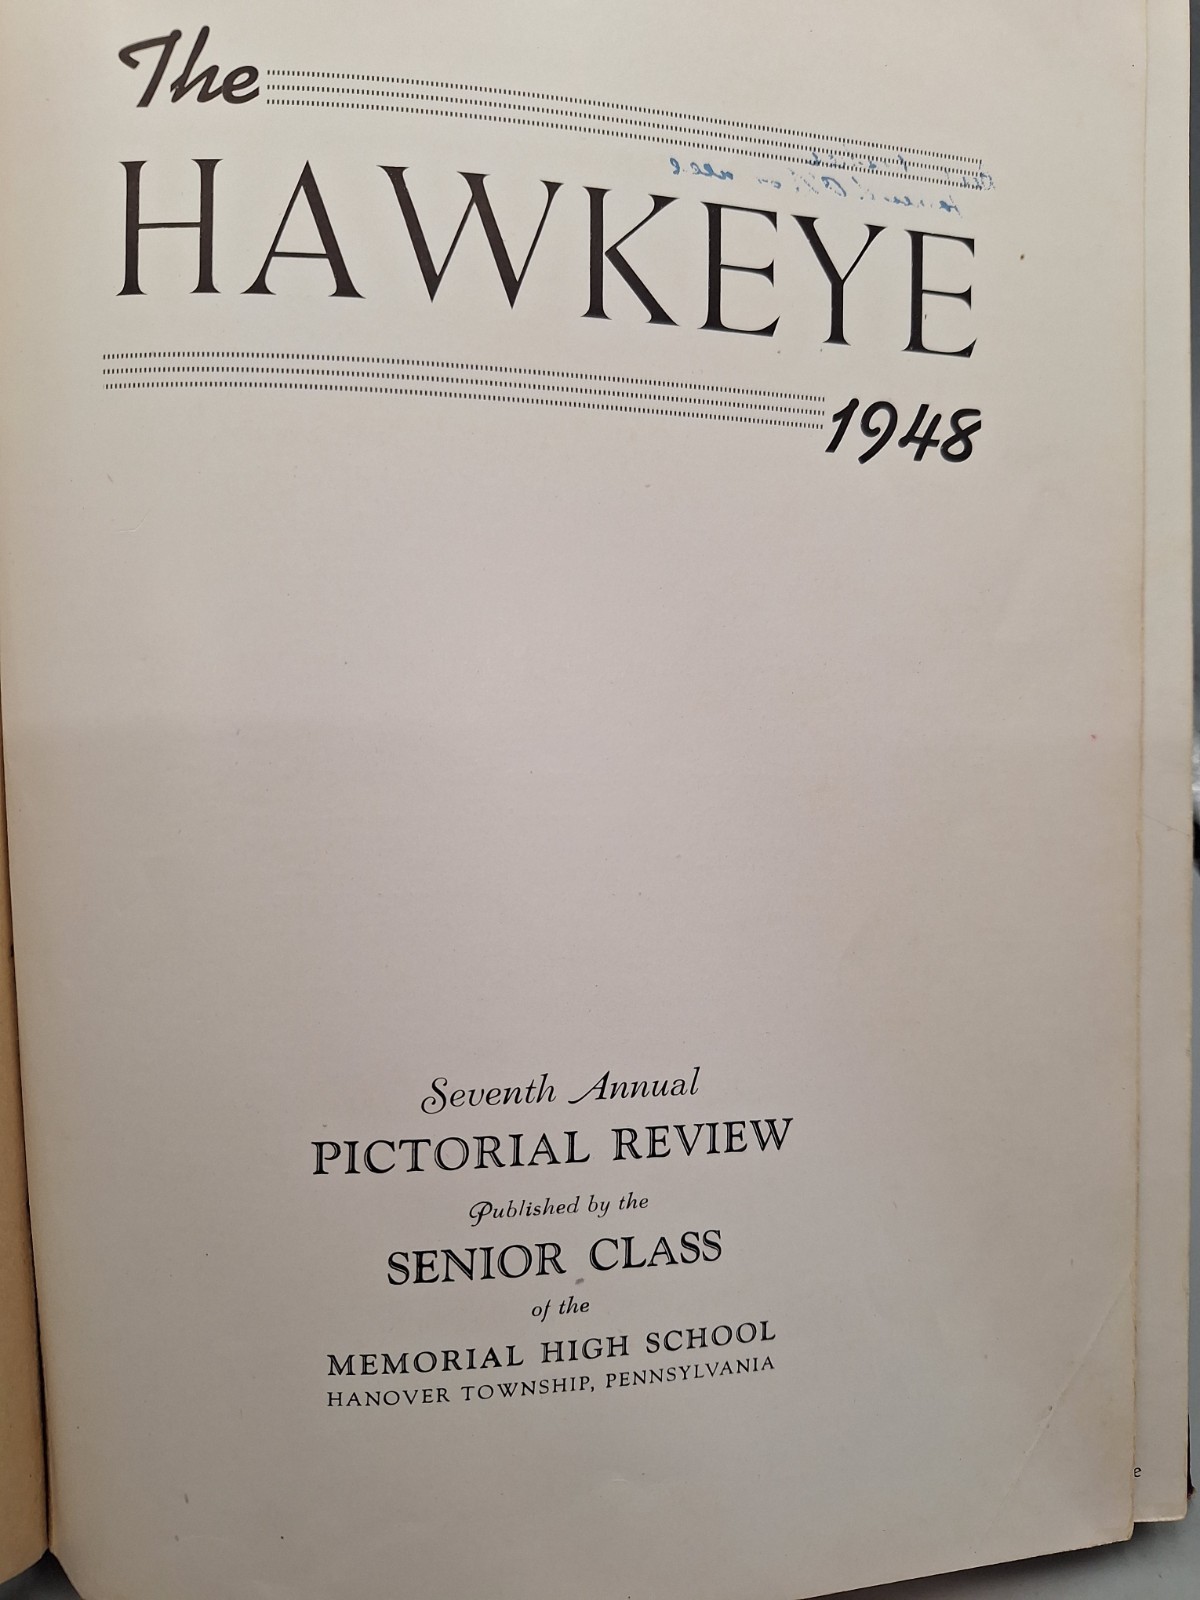 The
HAWKEYE
1948
Seventh Annual
PICTORIAL REVIEW
Published by the
SENIOR CLASS
of the
MEMORIAL HIGH SCHOOL
HANOVER TOWNSHIP, PENNSYLVANIA
e